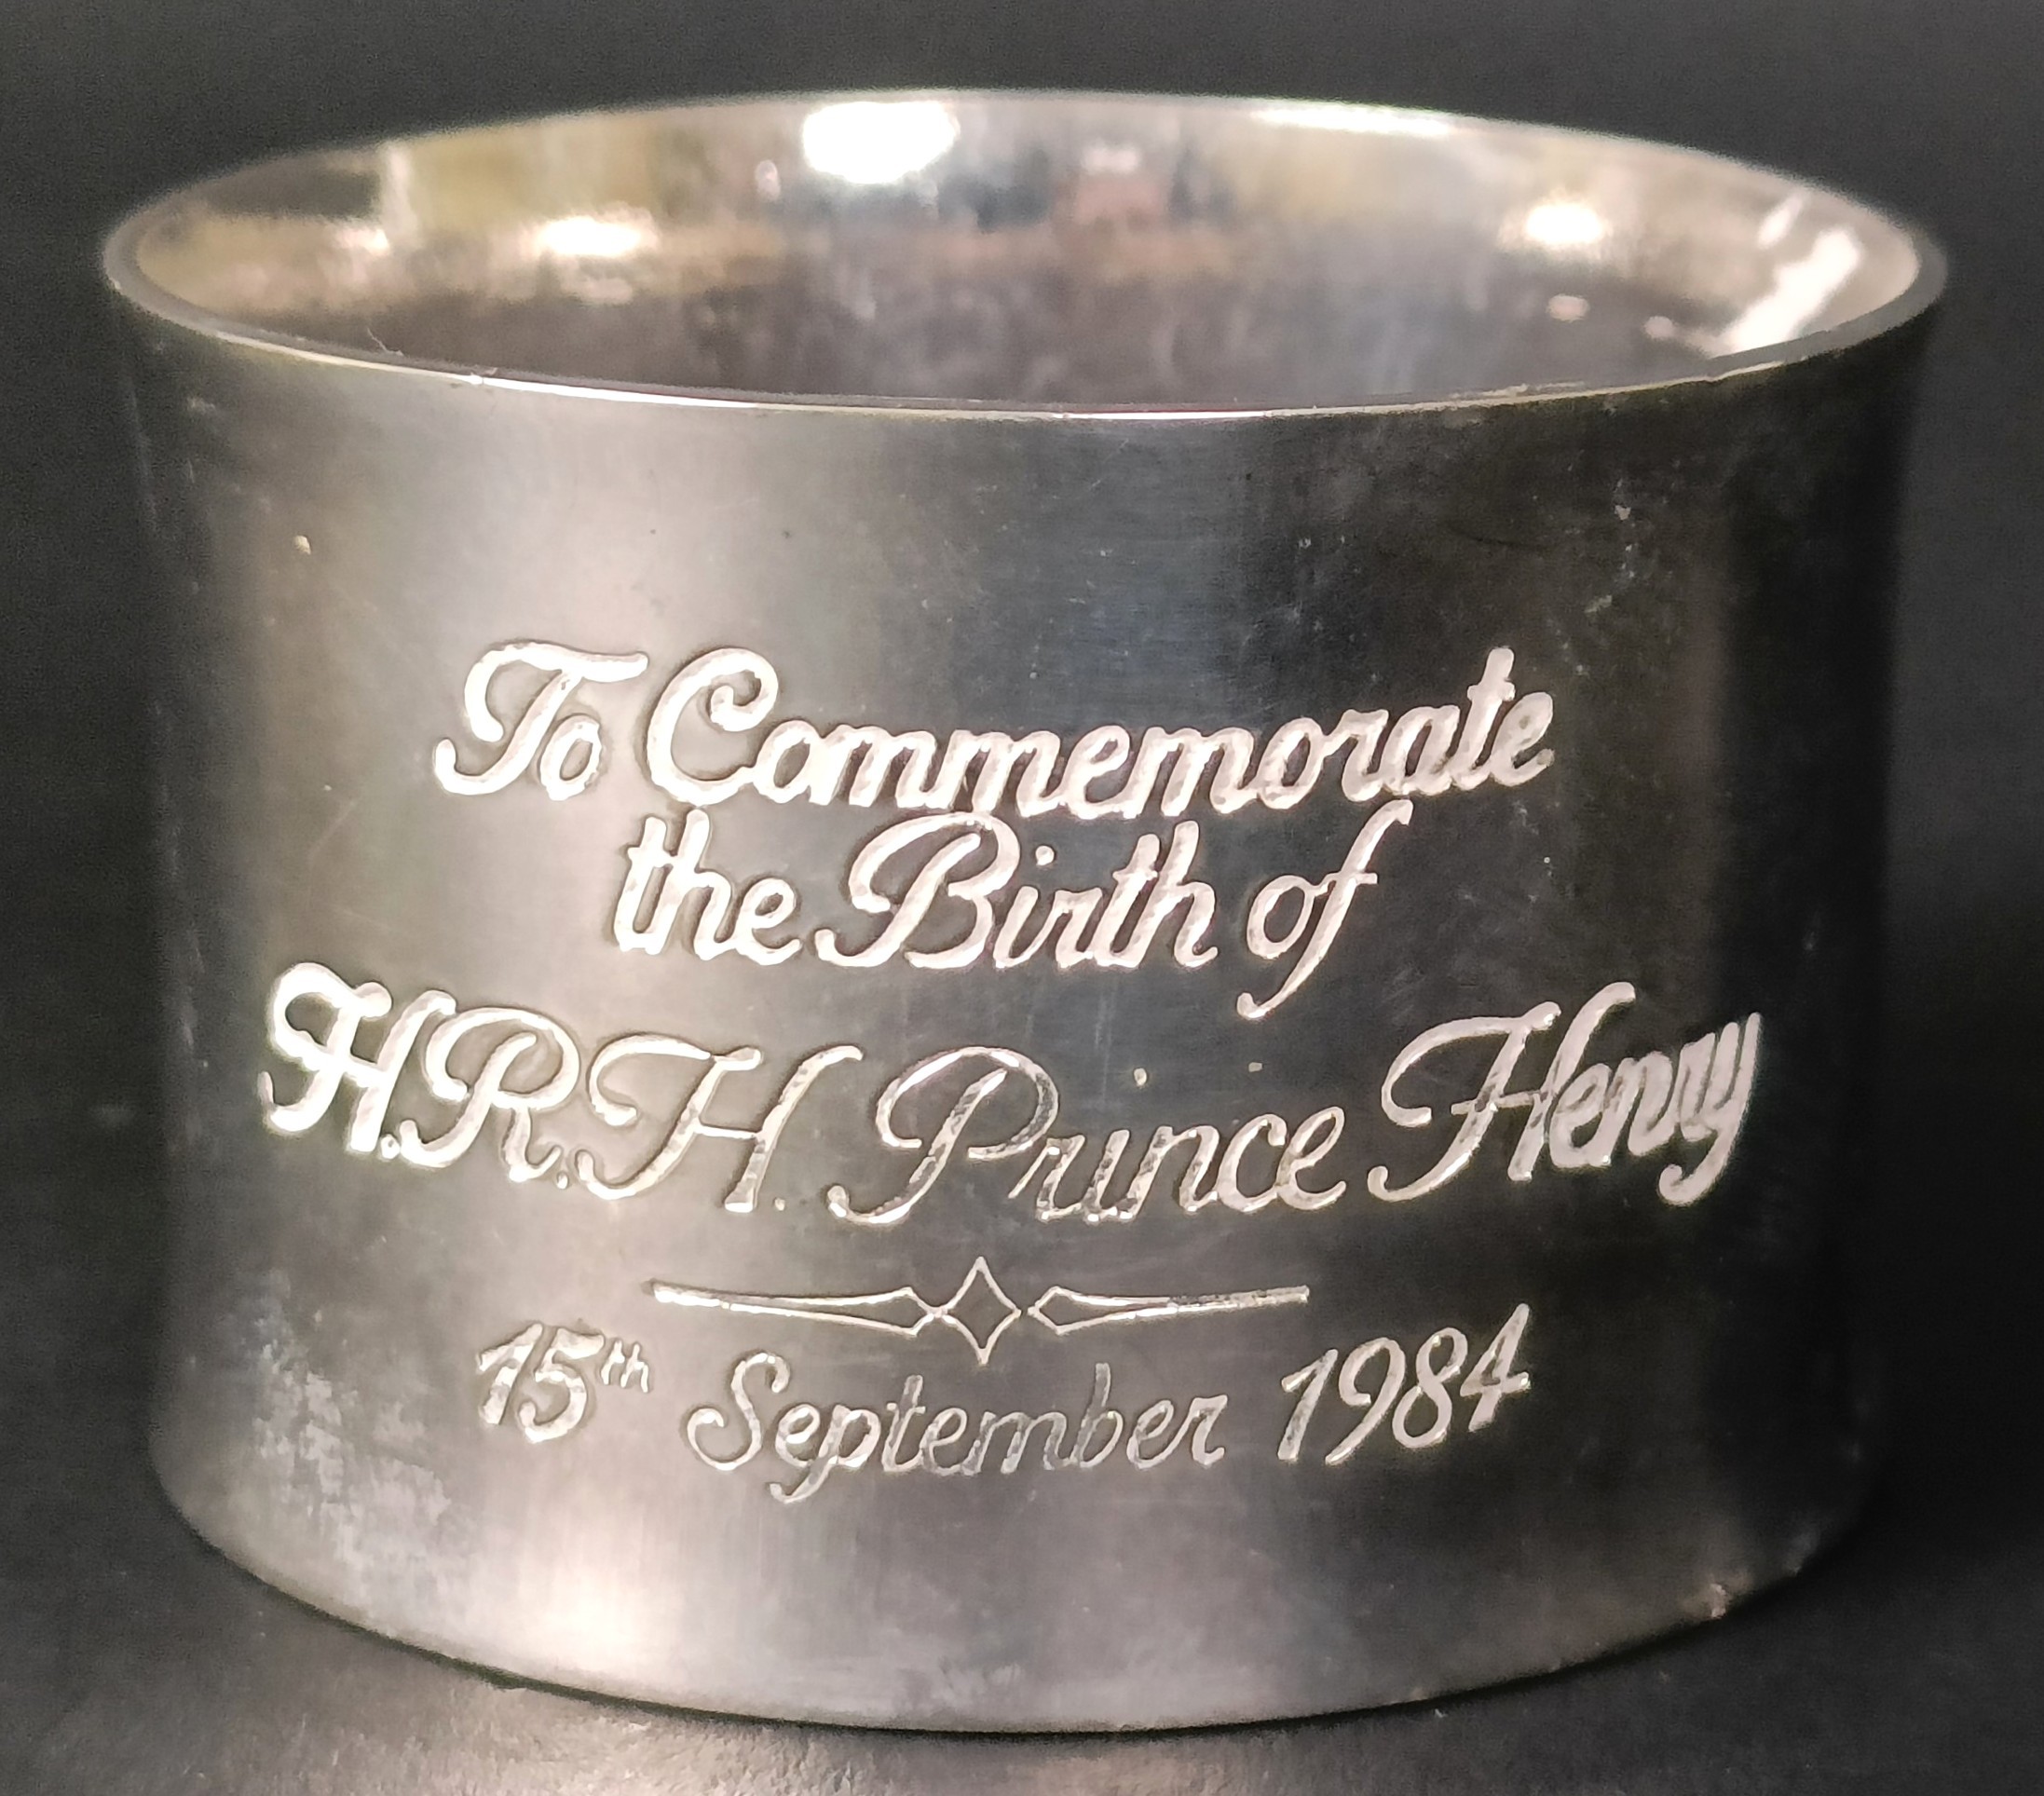 To Commemorate
the Birth of
H.R.H. Prince Henry
15th September 1984